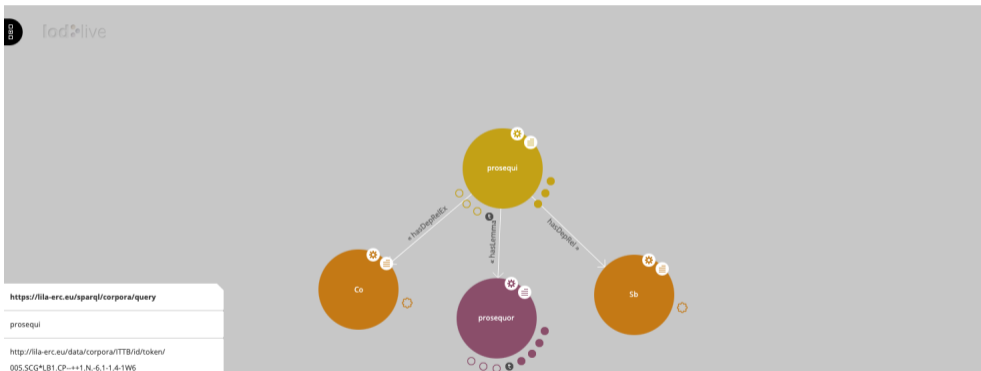 lod live
prosequi
« hasDepRelEx
« hasLemma
hasDepRel »
Co
prosequor
Sb
https://lila-erc.eu/sparql/corpora/query
prosequi
http://lila-erc.eu/data/corpora/ITTB/id/token/
005.SCG*LB1.CP--++1.N.-6.1-1.4-1W6